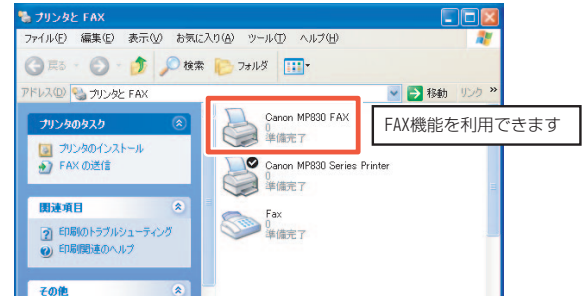 プリンタと FAX
ファイル(F) 編集(E) 表示(V) お気に入り(A) ツール(T) ヘルプ(H)
戻る 検索 フォルダ
アドレス(D) プリンタと FAX 移動 リンク »
プリンタのタスク
プリンタのインストール
FAX の送信
関連項目
印刷のトラブルシューティング
印刷関連のヘルプ
その他
Canon MP830 FAX
0
準備完了
FAX機能を利用できます
Canon MP830 Series Printer
0
準備完了
Fax
0
準備完了